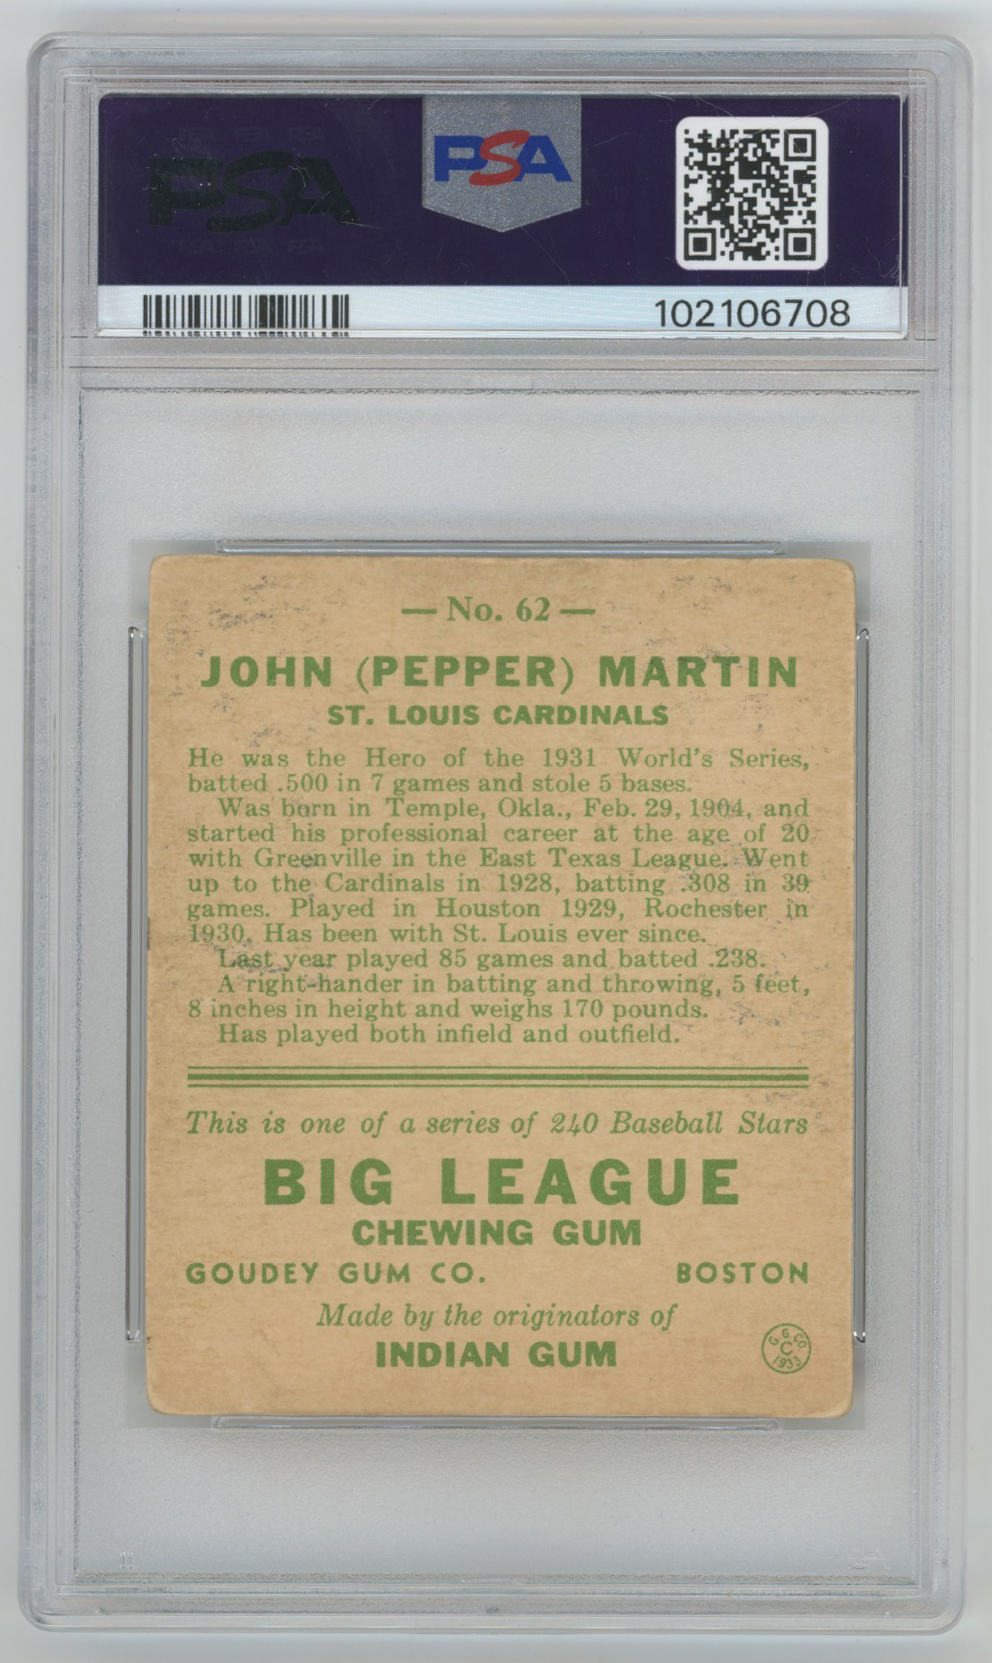 PSA
PSA
102106708
— No. 62 —
JOHN (PEPPER) MARTIN
ST. LOUIS CARDINALS
He was the Hero of the 1931 World's Series,
batted .500 in 7 games and stole 5 bases.
Was born in Temple, Okla., Feb. 29, 1904, and
started his professional career at the age of 20
with Greenville in the East Texas League. Went
up to the Cardinals in 1928, batting .308 in 39
games. Played in Houston 1929, Rochester in
1930. Has been with St. Louis ever since.
Last year played 85 games and batted .238.
A right-hander in batting and throwing, 5 feet,
8 inches in height and weighs 170 pounds.
Has played both infield and outfield.
This is one of a series of 240 Baseball Stars
BIG LEAGUE
CHEWING GUM
GOUDEY GUM CO. BOSTON
Made by the originators of
INDIAN GUM
G. G. CO.
C
1933